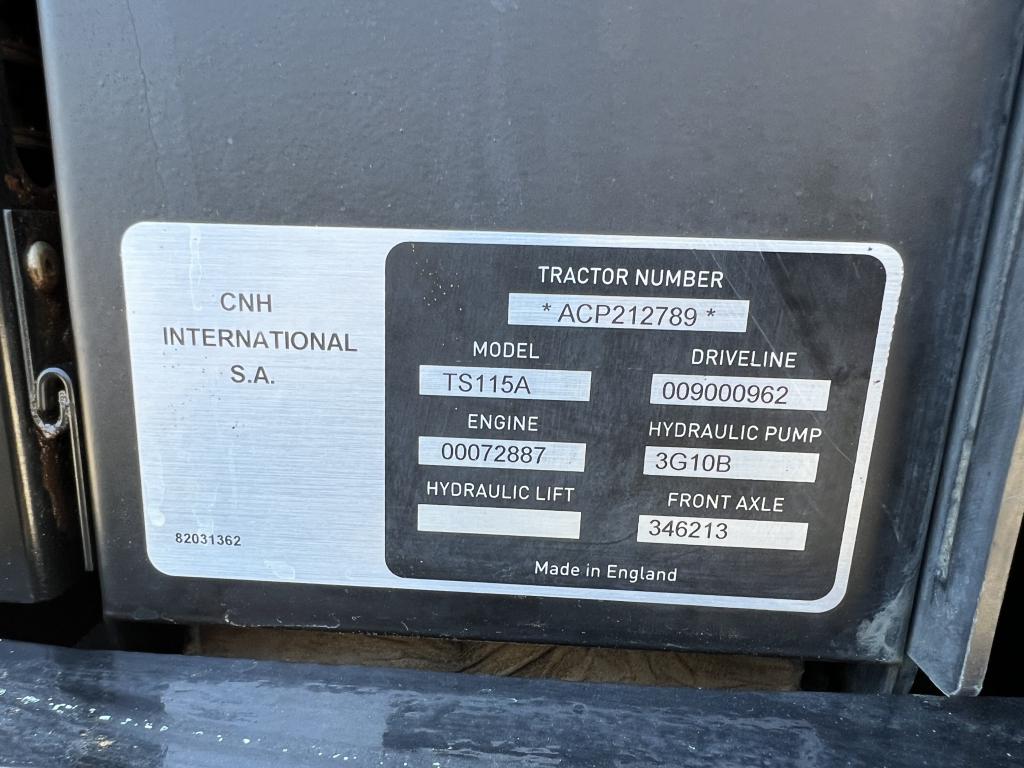 CNH
INTERNATIONAL
S.A.
82031362
TRACTOR NUMBER
* ACP212789 *
MODEL
TS115A
DRIVELINE
009000962
ENGINE
00072887
HYDRAULIC PUMP
3G10B
HYDRAULIC LIFT
FRONT AXLE
346213
Made in England